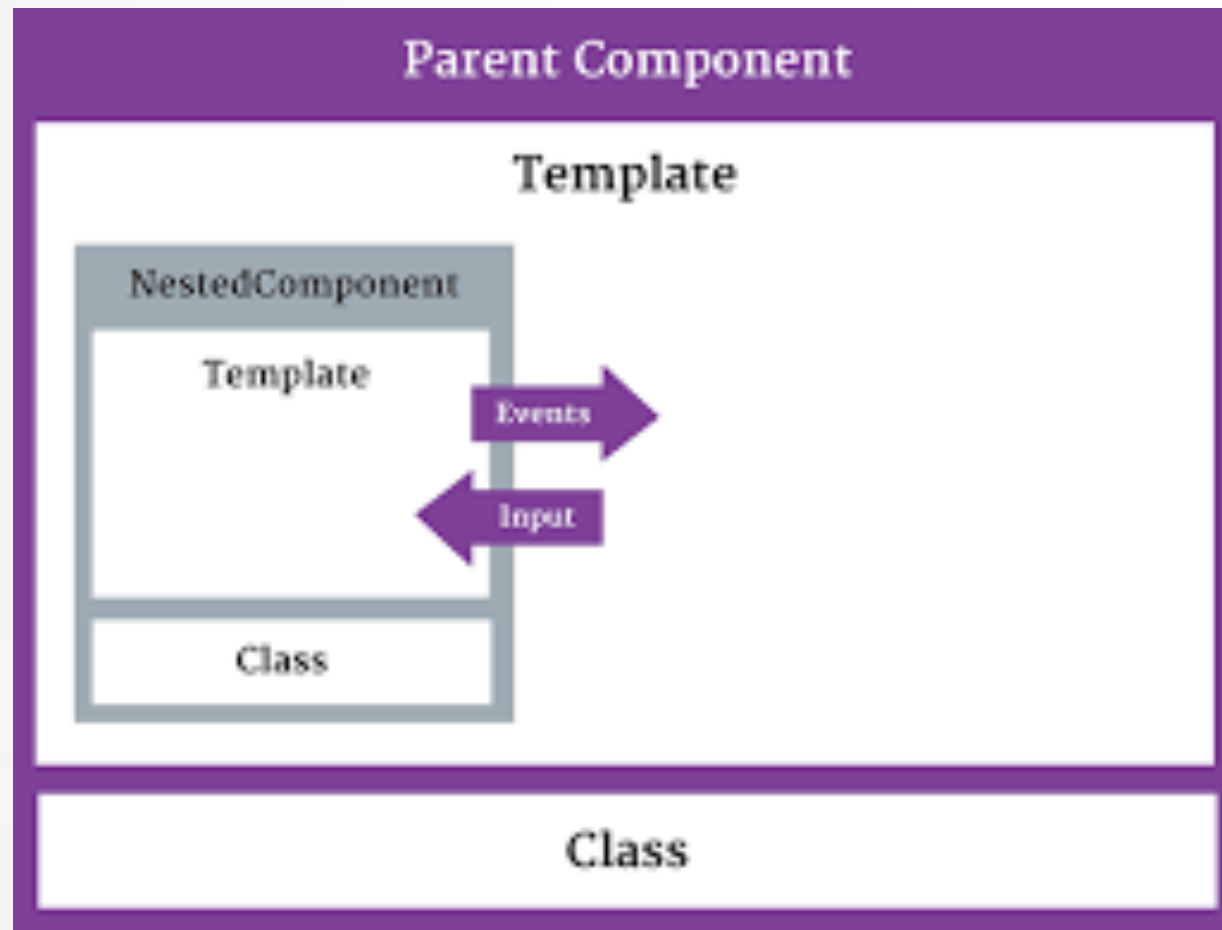 Parent Component
Template
NestedComponent
Template
Events
Input
Class
Class